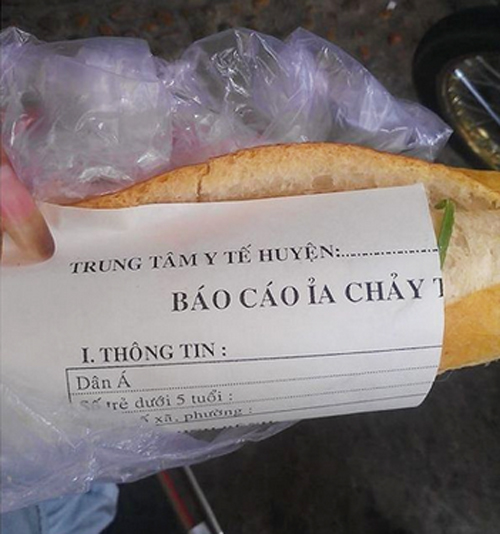 TRUNG TÂM Y TẾ HUYỆN:
BÁO CÁO ỈA CHẢY T
I. THÔNG TIN :
Dân Á
Số trẻ dưới 5 tuổi :
xã, phường :